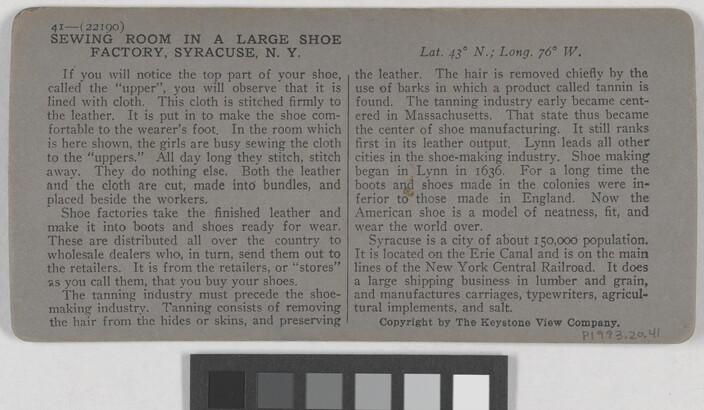 41—(22190)
SEWING ROOM IN A LARGE SHOE
FACTORY, SYRACUSE, N. Y.
If you will notice the top part of your shoe,
called the "upper", you will observe that it is
lined with cloth. This cloth is stitched firmly to
the leather. It is put in to make the shoe com-
fortable to the wearer's foot. In the room which
is here shown, the girls are busy sewing the cloth
to the "uppers." All day long they stitch, stitch
away. They do nothing else. Both the leather
and the cloth are cut, made into bundles, and
placed beside the workers.
Shoe factories take the finished leather and
make it into boots and shoes ready for wear.
These are distributed all over the country to
wholesale dealers who, in turn, send them out to
the retailers. It is from the retailers, or "stores"
as you call them, that you buy your shoes.
The tanning industry must precede the shoe-
making industry. Tanning consists of removing
the hair from the hides or skins, and preserving
Lat. 43° N.; Long. 76° W.
the leather. The hair is removed chiefly by the
use of barks in which a product called tannin is
found. The tanning industry early became cent-
ered in Massachusetts. That state thus became
the center of shoe manufacturing. It still ranks
first in its leather output. Lynn leads all other
cities in the shoe-making industry. Shoe making
began in Lynn in 1636. For a long time the
boots and shoes made in the colonies were in-
ferior to those made in England. Now the
American shoe is a model of neatness, fit, and
wear the world over.
Syracuse is a city of about 150,000 population.
It is located on the Erie Canal and is on the main
lines of the New York Central Railroad. It does
a large shipping business in lumber and grain,
and manufactures carriages, typewriters, agricul-
tural implements, and salt.
Copyright by The Keystone View Company.
P1993.20.41